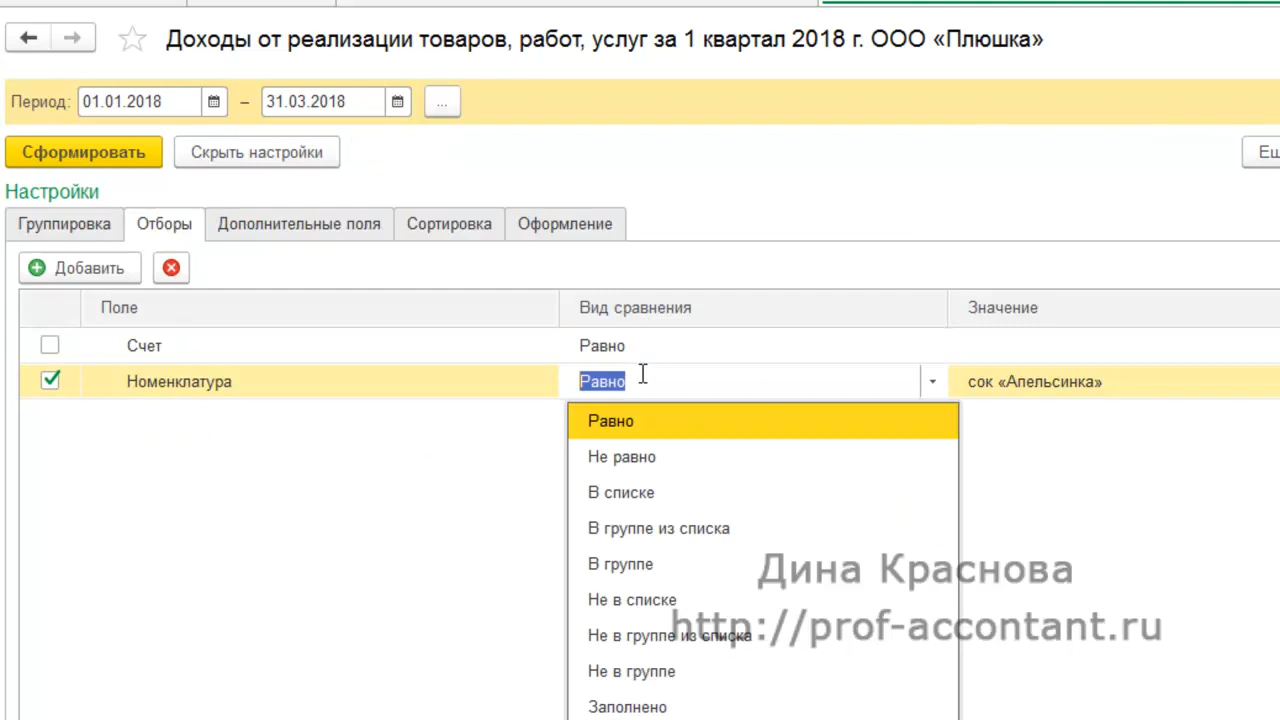 Доходы от реализации товаров, работ, услуг за 1 квартал 2018 г. ООО «Плюшка»
Период: 01.01.2018 – 31.03.2018 ...
Сформировать Скрыть настройки Ещ
Настройки
Группировка Отборы Дополнительные поля Сортировка Оформление
Добавить
Поле Вид сравнения Значение
Счет Равно
Номенклатура Равно сок «Апельсинка»
Равно
Не равно
В списке
В группе из списка
В группе
Не в списке
Не в группе из списка
Не в группе
Заполнено
Дина Краснова
http://prof-accontant.ru